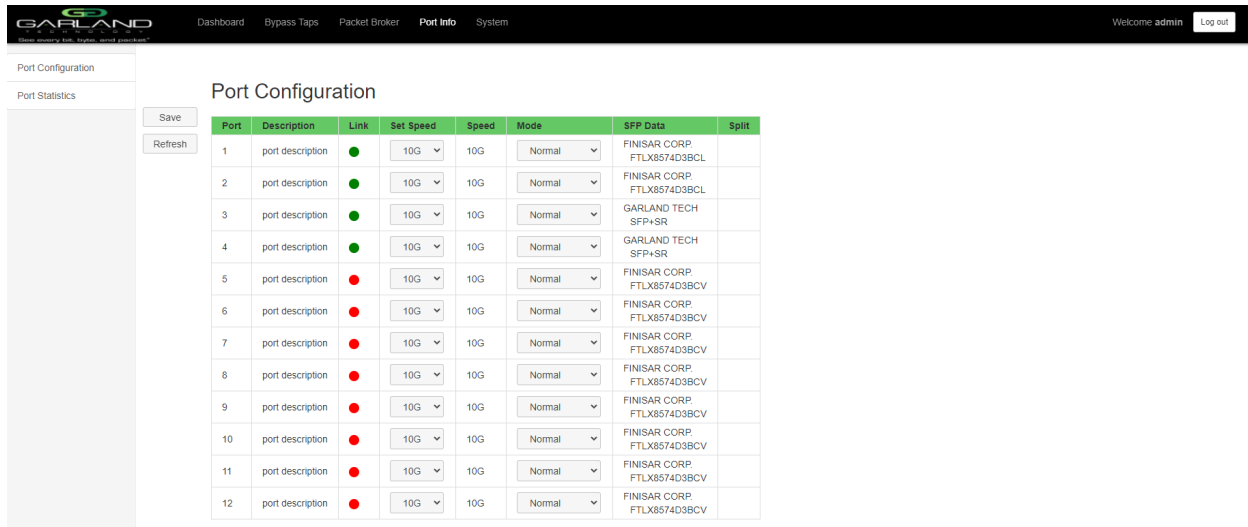 GARLAND
TECHNOLOGY
See every bit, byte, and packet™
Dashboard Bypass Taps Packet Broker Port Info System Welcome admin Log out
Port Configuration
Port Statistics
Save
Refresh
Port Configuration
Port Description Link Set Speed Speed Mode SFP Data Split
1 port description 10G 10G Normal FINISAR CORP.
FTLX8574D3BCL
2 port description 10G 10G Normal FINISAR CORP.
FTLX8574D3BCL
3 port description 10G 10G Normal GARLAND TECH
SFP+SR
4 port description 10G 10G Normal GARLAND TECH
SFP+SR
5 port description 10G 10G Normal FINISAR CORP.
FTLX8574D3BCV
6 port description 10G 10G Normal FINISAR CORP.
FTLX8574D3BCV
7 port description 10G 10G Normal FINISAR CORP.
FTLX8574D3BCV
8 port description 10G 10G Normal FINISAR CORP.
FTLX8574D3BCV
9 port description 10G 10G Normal FINISAR CORP.
FTLX8574D3BCV
10 port description 10G 10G Normal FINISAR CORP.
FTLX8574D3BCV
11 port description 10G 10G Normal FINISAR CORP.
FTLX8574D3BCV
12 port description 10G 10G Normal FINISAR CORP.
FTLX8574D3BCV